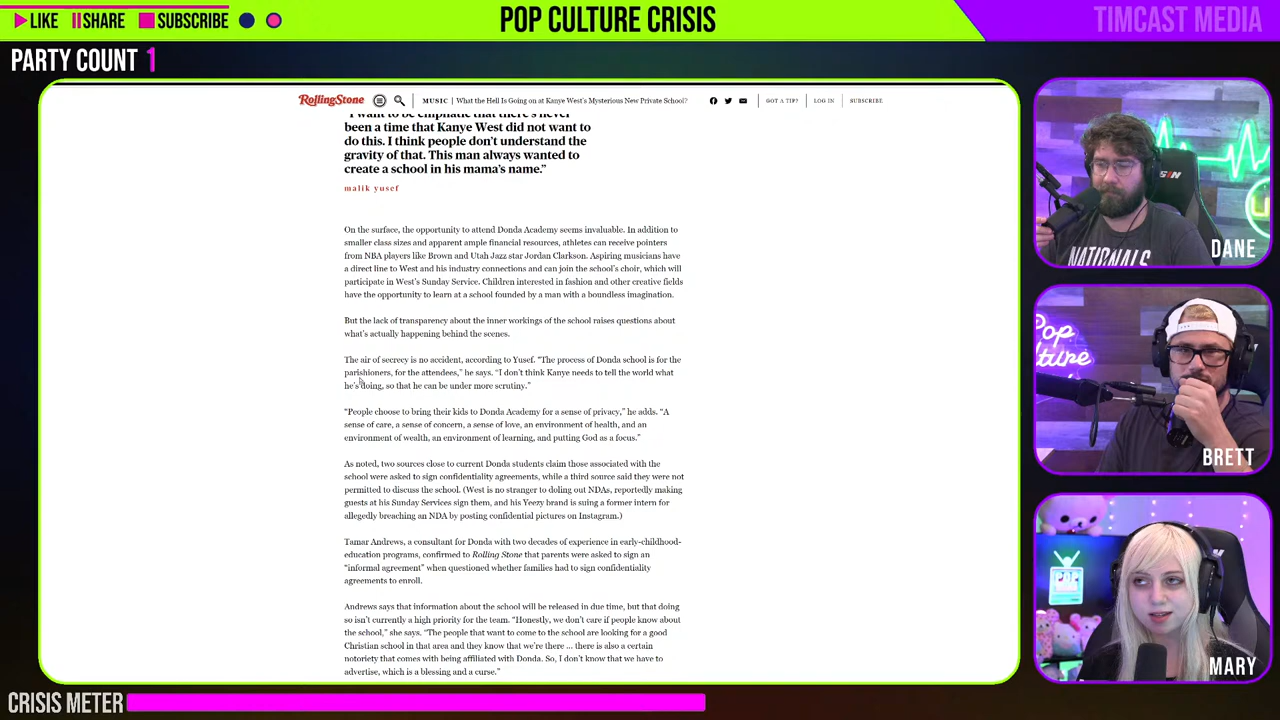 LIKE SHARE SUBSCRIBE
POP CULTURE CRISIS
TIMCAST MEDIA
PARTY COUNT 1
RollingStone MUSIC | What the Hell Is Going on at Kanye West's Mysterious New Private School? GOT A TIP? LOG IN SUBSCRIBE
"I want to be emphatic that there's never
been a time that Kanye West did not want to
do this. I think people don't understand the
gravity of that. This man always wanted to
create a school in his mama's name."
malik yusef
On the surface, the opportunity to attend Donda Academy seems invaluable. In addition to
smaller class sizes and apparent ample financial resources, athletes can receive pointers
from NBA players like Brown and Utah Jazz star Jordan Clarkson. Aspiring musicians have
a direct line to West and his industry connections and can join the school's choir, which will
participate in West's Sunday Service. Children interested in fashion and other creative fields
have the opportunity to learn at a school founded by a man with a boundless imagination.
But the lack of transparency about the inner workings of the school raises questions about
what's actually happening behind the scenes.
The air of secrecy is no accident, according to Yusef. "The process of Donda school is for the
parishioners, for the attendees," he says. "I don't think Kanye needs to tell the world what
he's doing, so that he can be under more scrutiny."
"People choose to bring their kids to Donda Academy for a sense of privacy," he adds. "A
sense of care, a sense of concern, a sense of love, an environment of health, and an
environment of wealth, an environment of learning, and putting God as a focus."
As noted, two sources close to current Donda students claim those associated with the
school were asked to sign confidentiality agreements, while a third source said they were not
permitted to discuss the school. (West is no stranger to doling out NDAs, reportedly making
guests at his Sunday Services sign them, and his Yeezy brand is suing a former intern for
allegedly breaching an NDA by posting confidential pictures on Instagram.)
Tamar Andrews, a consultant for Donda with two decades of experience in early-childhood-
education programs, confirmed to Rolling Stone that parents were asked to sign an
"informal agreement" when questioned whether families had to sign confidentiality
agreements to enroll.
Andrews says that information about the school will be released in due time, but that doing
so isn't currently a high priority for the team. "Honestly, we don't care if people know about
the school," she says. "The people that want to come to the school are looking for a good
Christian school in that area and they know that we're there ... there is also a certain
notoriety that comes with being affiliated with Donda. So, I don't know that we have to
advertise, which is a blessing and a curse."
NATIONALS
DANE
Pop
BRETT
MARY
CRISIS METER